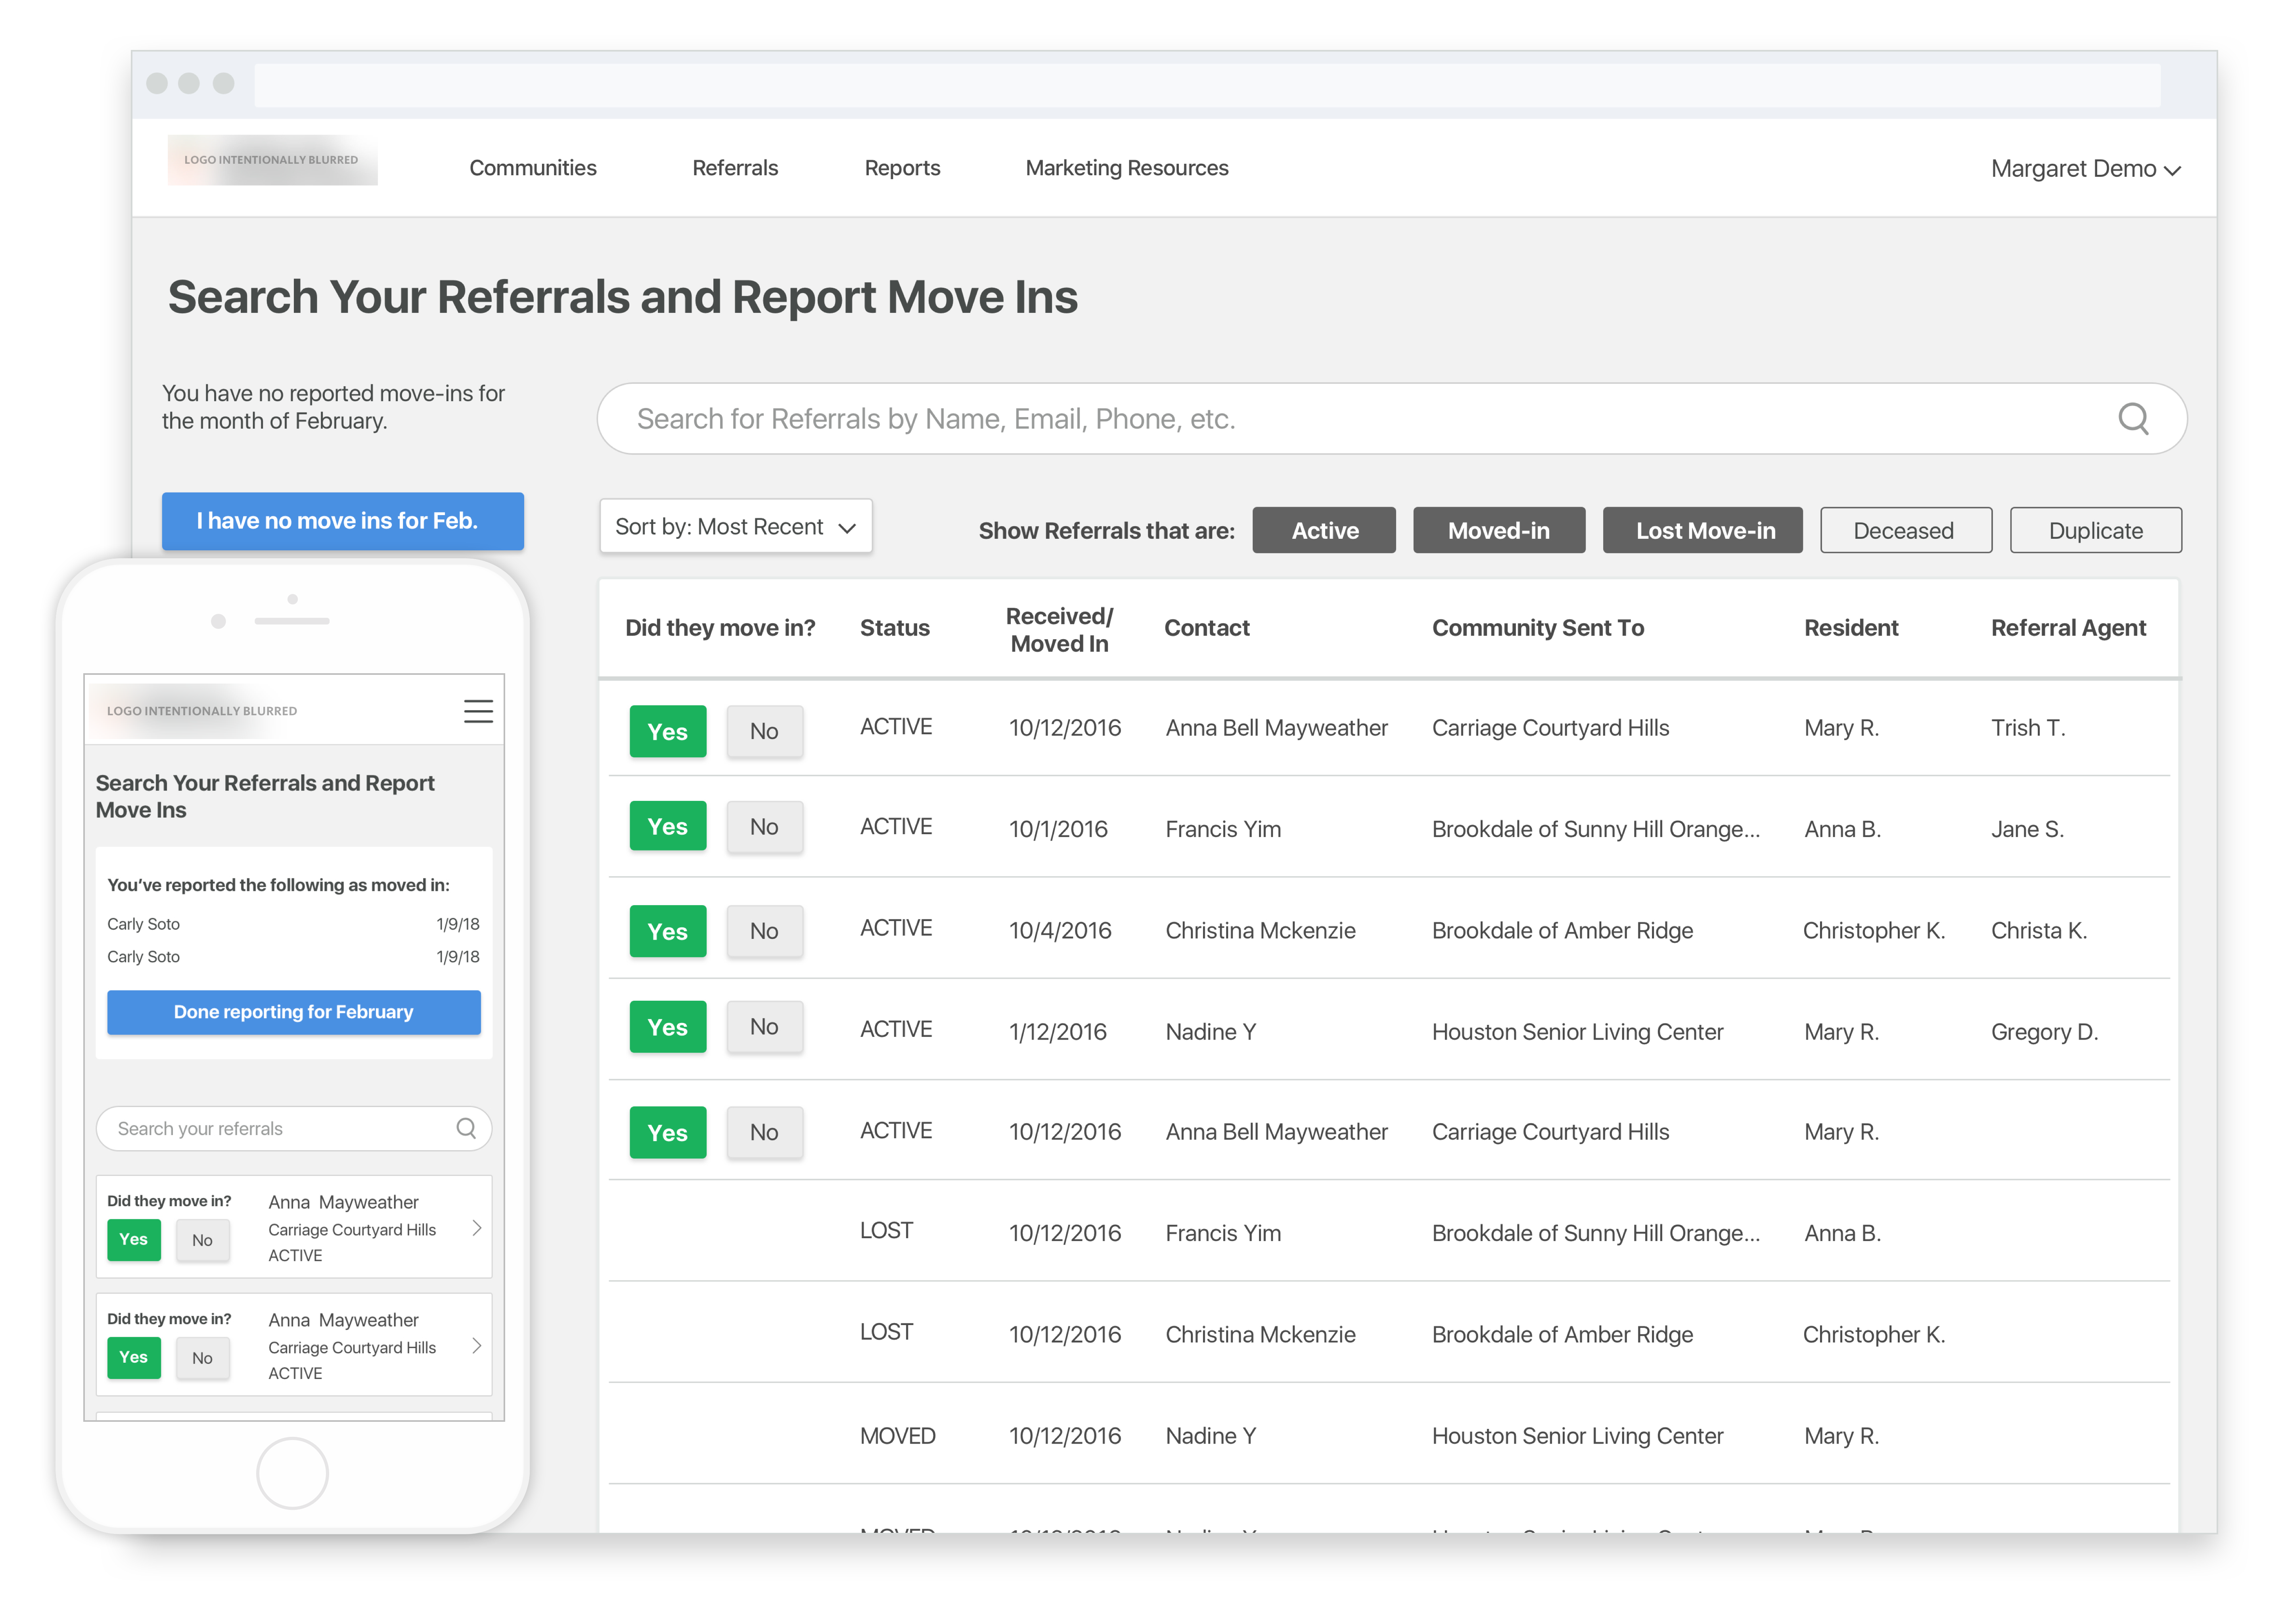 LOGO INTENTIONALLY BLURRED
Communities
Referrals
Reports
Marketing Resources
Margaret Demo
Search Your Referrals and Report Move Ins
You have no reported move-ins for
the month of February.
I have no move ins for Feb.
Search for Referrals by Name, Email, Phone, etc.
Sort by: Most Recent
Show Referrals that are:
Active
Moved-in
Lost Move-in
Deceased
Duplicate
Did they move in?
Status
Received/
Moved In
Contact
Community Sent To
Resident
Referral Agent
Yes No ACTIVE 10/12/2016 Anna Bell Mayweather Carriage Courtyard Hills Mary R. Trish T.
Yes No ACTIVE 10/1/2016 Francis Yim Brookdale of Sunny Hill Orange... Anna B. Jane S.
Yes No ACTIVE 10/4/2016 Christina Mckenzie Brookdale of Amber Ridge Christopher K. Christa K.
Yes No ACTIVE 1/12/2016 Nadine Y Houston Senior Living Center Mary R. Gregory D.
Yes No ACTIVE 10/12/2016 Anna Bell Mayweather Carriage Courtyard Hills Mary R.
LOST 10/12/2016 Francis Yim Brookdale of Sunny Hill Orange... Anna B.
LOST 10/12/2016 Christina Mckenzie Brookdale of Amber Ridge Christopher K.
MOVED 10/12/2016 Nadine Y Houston Senior Living Center Mary R.
LOGO INTENTIONALLY BLURRED
Search Your Referrals and Report
Move Ins
You've reported the following as moved in:
Carly Soto 1/9/18
Carly Soto 1/9/18
Done reporting for February
Search your referrals
Did they move in?
Yes No
Anna  Mayweather
Carriage Courtyard Hills
ACTIVE
Did they move in?
Yes No
Anna  Mayweather
Carriage Courtyard Hills
ACTIVE